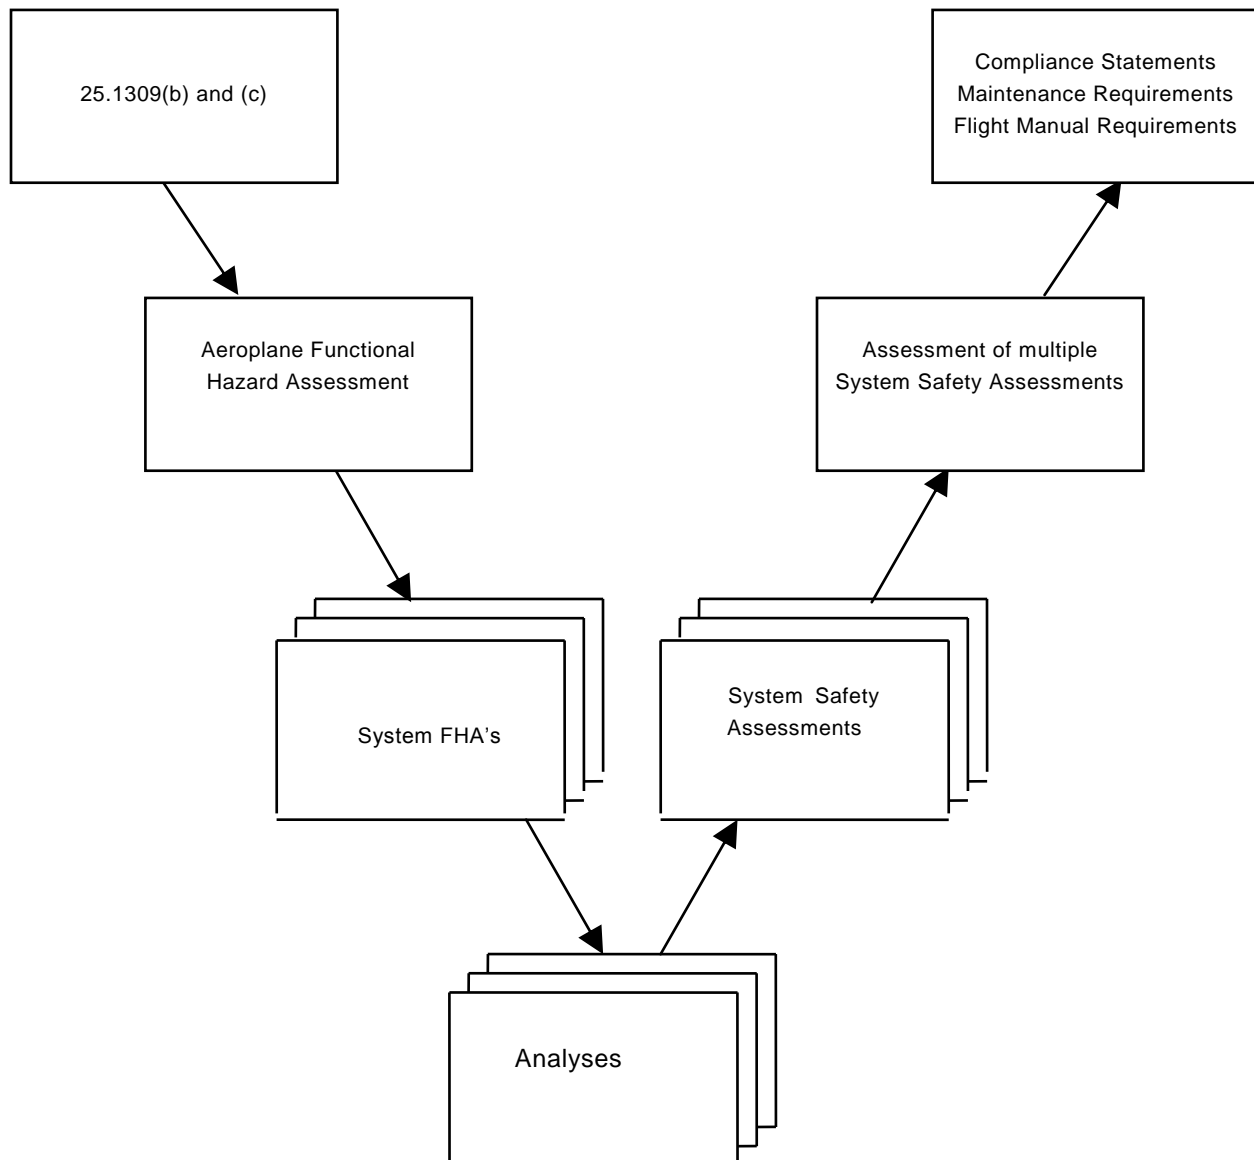 25.1309(b) and (c)
Compliance Statements
Maintenance Requirements
Flight Manual Requirements
Aeroplane Functional
Hazard Assessment
Assessment of multiple
System Safety Assessments
System FHA’s
System Safety
Assessments
Analyses